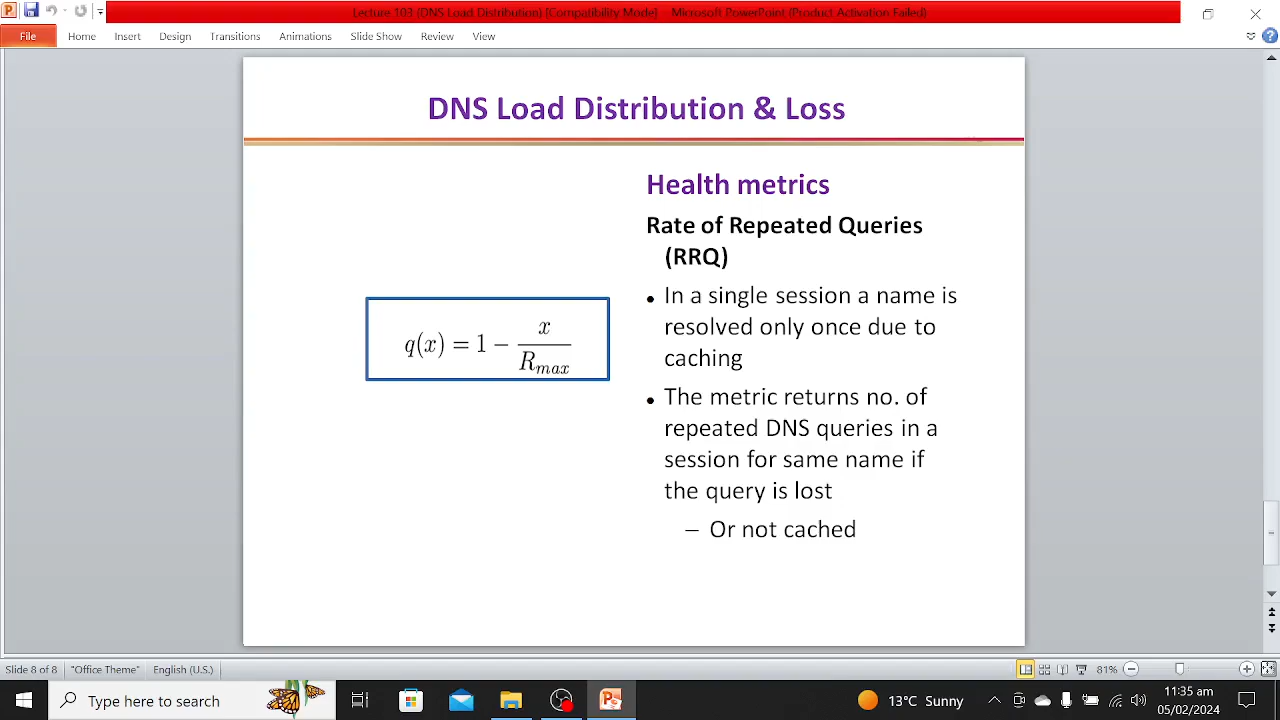 Lecture 103 (DNS Load Distribution) [Compatibility Mode] - Microsoft PowerPoint (Product Activation Failed)
File Home Insert Design Transitions Animations Slide Show Review View
DNS Load Distribution & Loss
Health metrics
Rate of Repeated Queries
(RRQ)
• In a single session a name is
resolved only once due to
caching
• The metric returns no. of
repeated DNS queries in a
session for same name if
the query is lost
– Or not cached
q(x) = 1 − x / R_max
Slide 8 of 8 "Office Theme" English (U.S.) 81%
Type here to search 13°C Sunny 11:35 am
05/02/2024